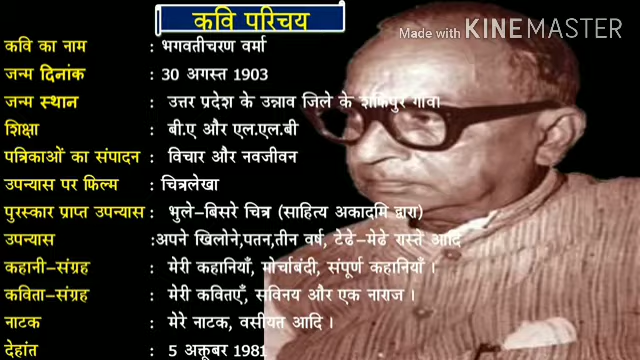 कवि परिचय
Made with KINEMASTER
कवि का नाम : भगवतीचरण वर्मा
जन्म दिनांक : 30 अगस्त 1903
जन्म स्थान : उत्तर प्रदेश के उन्नाव जिले के शफिपुर गावा
शिक्षा : बी.ए और एल.एल.बी
पत्रिकाओं का संपादन : विचार और नवजीवन
उपन्यास पर फिल्म : चित्रलेखा
पुरस्कार प्राप्त उपन्यास : भुले-बिसरे चित्र (साहित्य अकादमि द्वारा)
उपन्यास :अपने खिलोने,पतन,तीन वर्ष, टेढे-मेढे रास्ते आदि
कहानी-संग्रह : मेरी कहानियाँ, मोर्चाबंदी, संपूर्ण कहानियाँ ।
कविता-संग्रह : मेरी कवितएँ, सविनय और एक नाराज ।
नाटक : मेरे नाटक, वसीयत आदि ।
देहांत : 5 अक्तूबर 1981